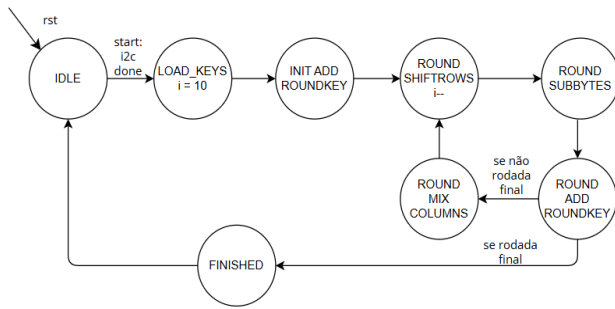 rst
start:
i2c
done
IDLE
LOAD_KEYS
i = 10
INIT ADD
ROUNDKEY
ROUND
SHIFTROWS
i--
ROUND
SUBBYTES
se não
rodada
final
ROUND
MIX
COLUMNS
ROUND
ADD
ROUNDKEY
se rodada
final
FINISHED